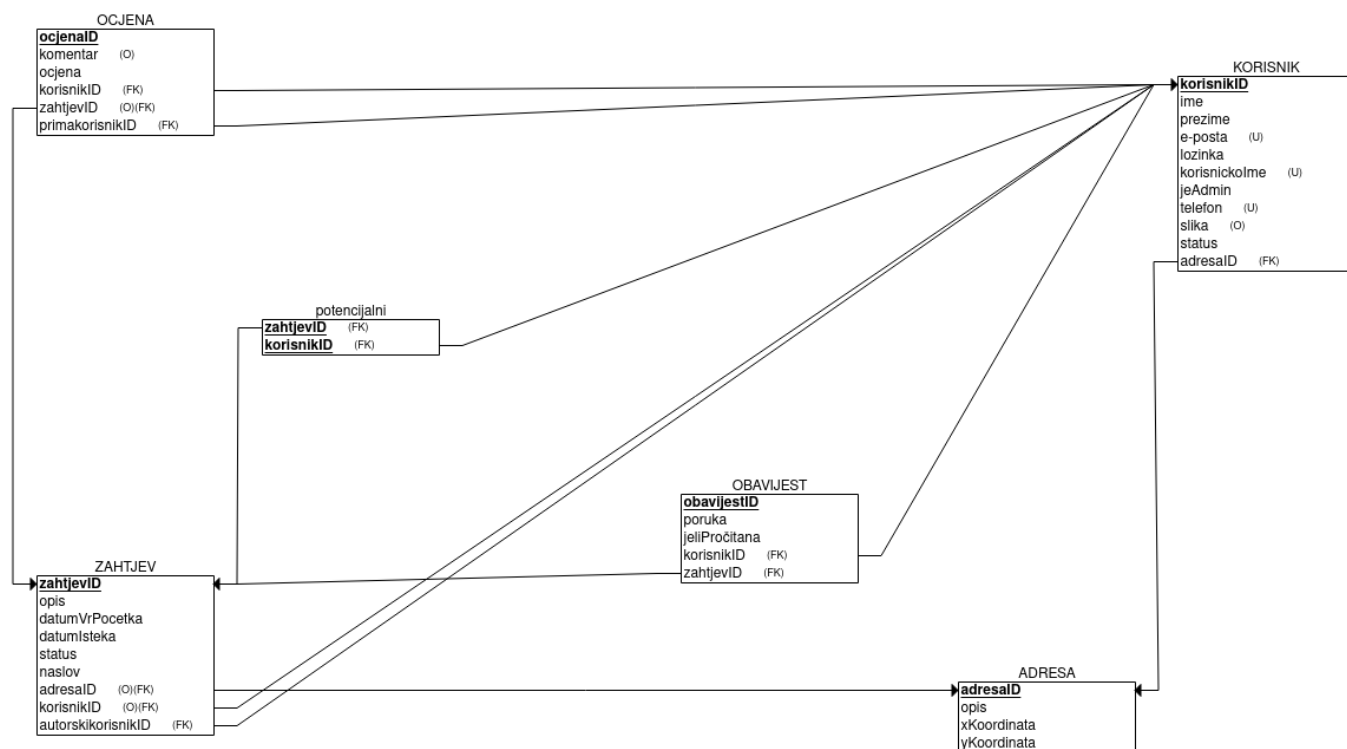 OCJENA
ocjenaID
komentar (O)
ocjena
korisnikID (FK)
zahtjevID (O)(FK)
primakorisnikID (FK)
KORISNIK
korisnikID
ime
prezime
e-posta (U)
lozinka
korisnickoIme (U)
jeAdmin
telefon (U)
slika (O)
status
adresaID (FK)
potencijalni
zahtjevID (FK)
korisnikID (FK)
OBAVIJEST
obavijestID
poruka
jeliPročitana
korisnikID (FK)
zahtjevID (FK)
ZAHTJEV
zahtjevID
opis
datumVrPocetka
datumIsteka
status
naslov
adresaID (O)(FK)
korisnikID (O)(FK)
autorskikorisnikID (FK)
ADRESA
adresaID
opis
xKoordinata
yKoordinata